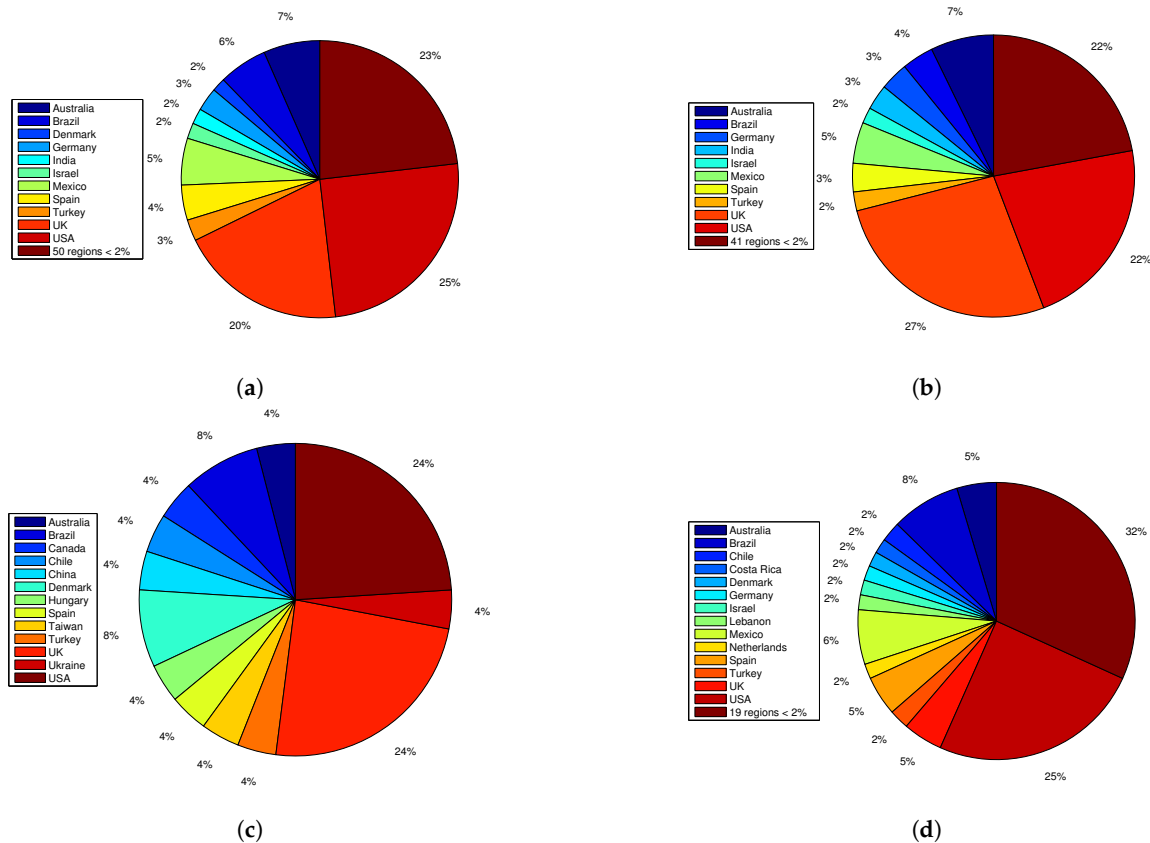 7%
6%
2%
3%
2%
2%
5%
4%
3%
20%
25%
23%
Australia
Brazil
Denmark
Germany
India
Israel
Mexico
Spain
Turkey
UK
USA
50 regions < 2%
(a)
7%
4%
3%
3%
2%
5%
3%
2%
27%
22%
22%
Australia
Brazil
Germany
India
Israel
Mexico
Spain
Turkey
UK
USA
41 regions < 2%
(b)
4%
8%
4%
4%
4%
8%
4%
4%
4%
4%
24%
4%
24%
Australia
Brazil
Canada
Chile
China
Denmark
Hungary
Spain
Taiwan
Turkey
UK
Ukraine
USA
(c)
5%
8%
2%
2%
2%
2%
2%
2%
6%
2%
5%
2%
5%
25%
32%
Australia
Brazil
Chile
Costa Rica
Denmark
Germany
Israel
Lebanon
Mexico
Netherlands
Spain
Turkey
UK
USA
19 regions < 2%
(d)